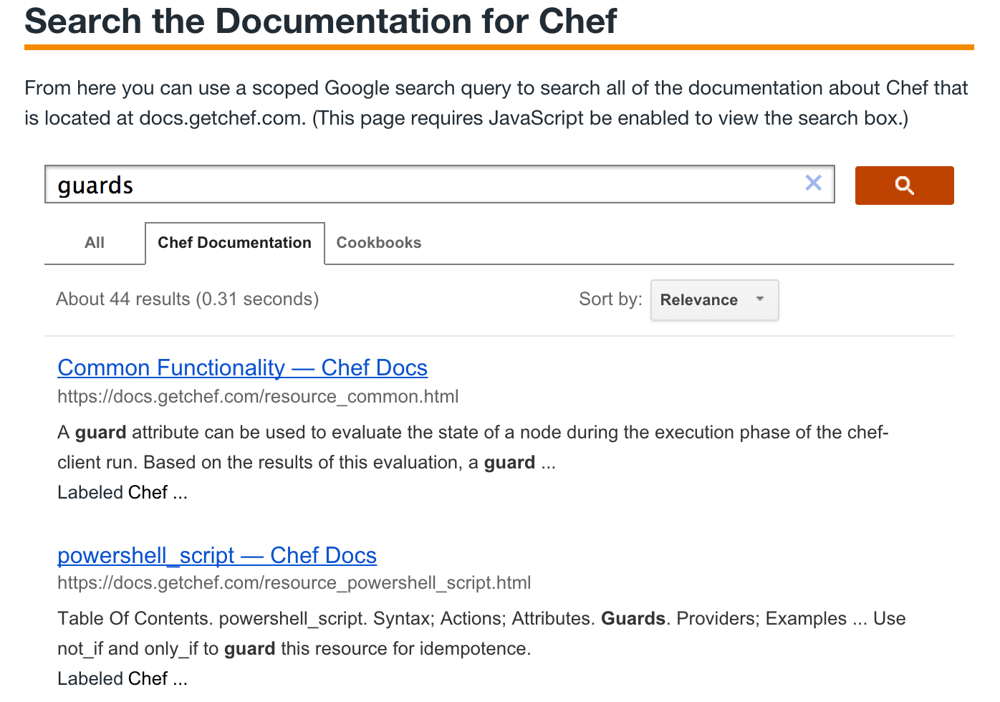 Search the Documentation for Chef
From here you can use a scoped Google search query to search all of the documentation about Chef that
is located at docs.getchef.com. (This page requires JavaScript be enabled to view the search box.)
guards
All
Chef Documentation
Cookbooks
About 44 results (0.31 seconds)
Sort by:
Relevance
Common Functionality — Chef Docs
https://docs.getchef.com/resource_common.html
A guard attribute can be used to evaluate the state of a node during the execution phase of the chef-
client run. Based on the results of this evaluation, a guard ...
Labeled Chef ...
powershell_script — Chef Docs
https://docs.getchef.com/resource_powershell_script.html
Table Of Contents. powershell_script. Syntax; Actions; Attributes. Guards. Providers; Examples ... Use
not_if and only_if to guard this resource for idempotence.
Labeled Chef ...